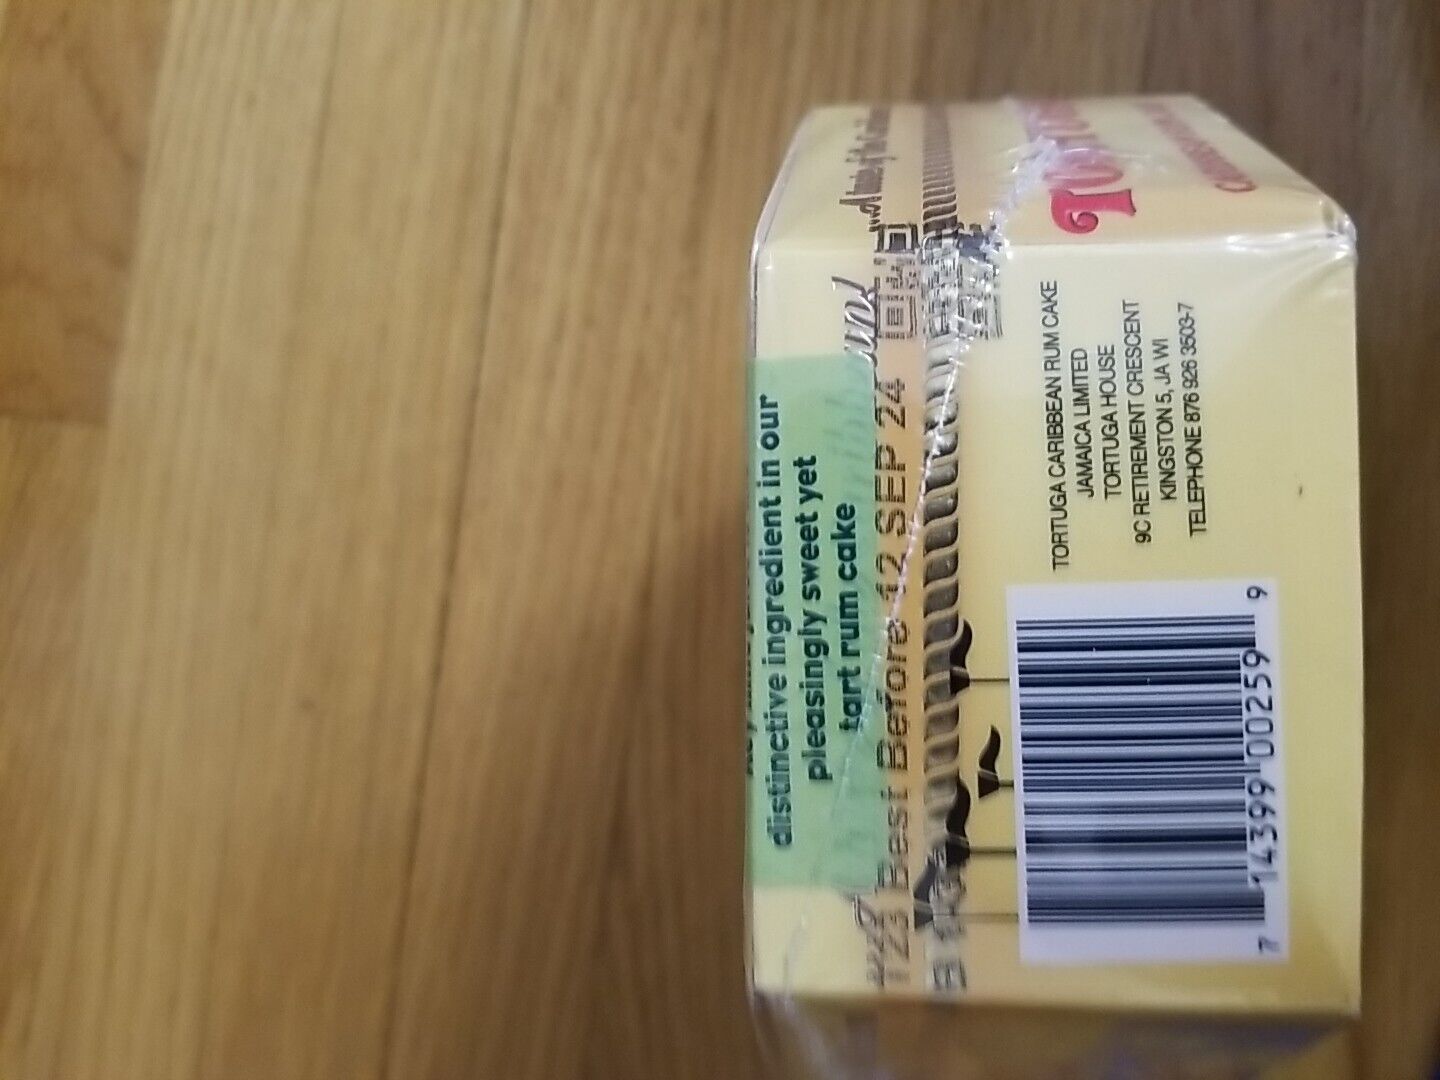 distinctive ingredient in our
pleasingly sweet yet
tart rum cake
T23 Best Before 12 SEP 24
TORTUGA CARIBBEAN RUM CAKE
JAMAICA LIMITED
TORTUGA HOUSE
9C RETIREMENT CRESCENT
KINGSTON 5, JA WI
TELEPHONE 876 926 3503-7
7 14399 00259 9